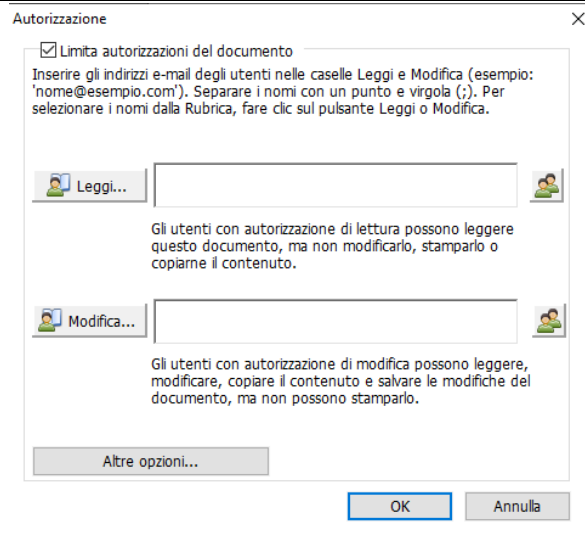 Autorizzazione
Limita autorizzazioni del documento
Inserire gli indirizzi e-mail degli utenti nelle caselle Leggi e Modifica (esempio:
'nome@esempio.com'). Separare i nomi con un punto e virgola (;). Per
selezionare i nomi dalla Rubrica, fare clic sul pulsante Leggi o Modifica.
Leggi...
Gli utenti con autorizzazione di lettura possono leggere
questo documento, ma non modificarlo, stamparlo o
copiarne il contenuto.
Modifica...
Gli utenti con autorizzazione di modifica possono leggere,
modificare, copiare il contenuto e salvare le modifiche del
documento, ma non possono stamparlo.
Altre opzioni...
OK Annulla